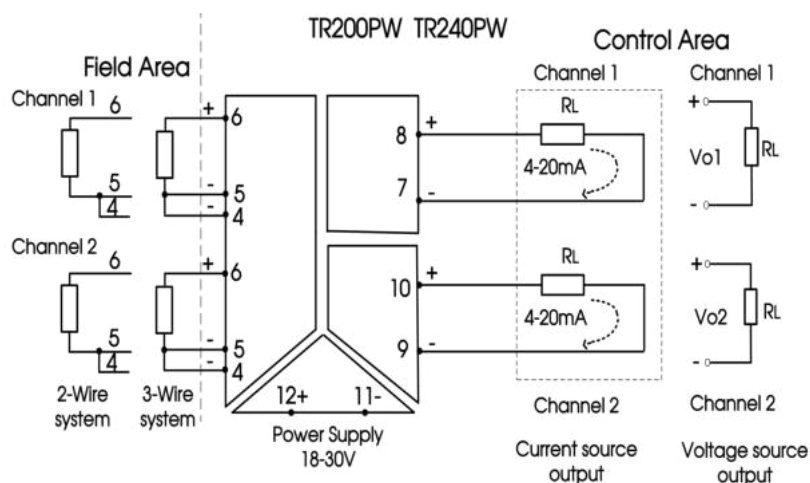 TR200PW TR240PW
Field Area
Control Area
Channel 1
6
5
4
+
6
-
5
-
4
Channel 2
6
5
4
+
6
-
5
-
4
2-Wire
system
3-Wire
system
8
+
7
-
10
+
9
-
12+
11-
Power Supply
18-30V
Channel 1
RL
4-20mA
RL
4-20mA
Channel 2
Current source
output
Channel 1
+
Vo1
RL
-
+
Vo2
RL
-
Channel 2
Voltage source
output